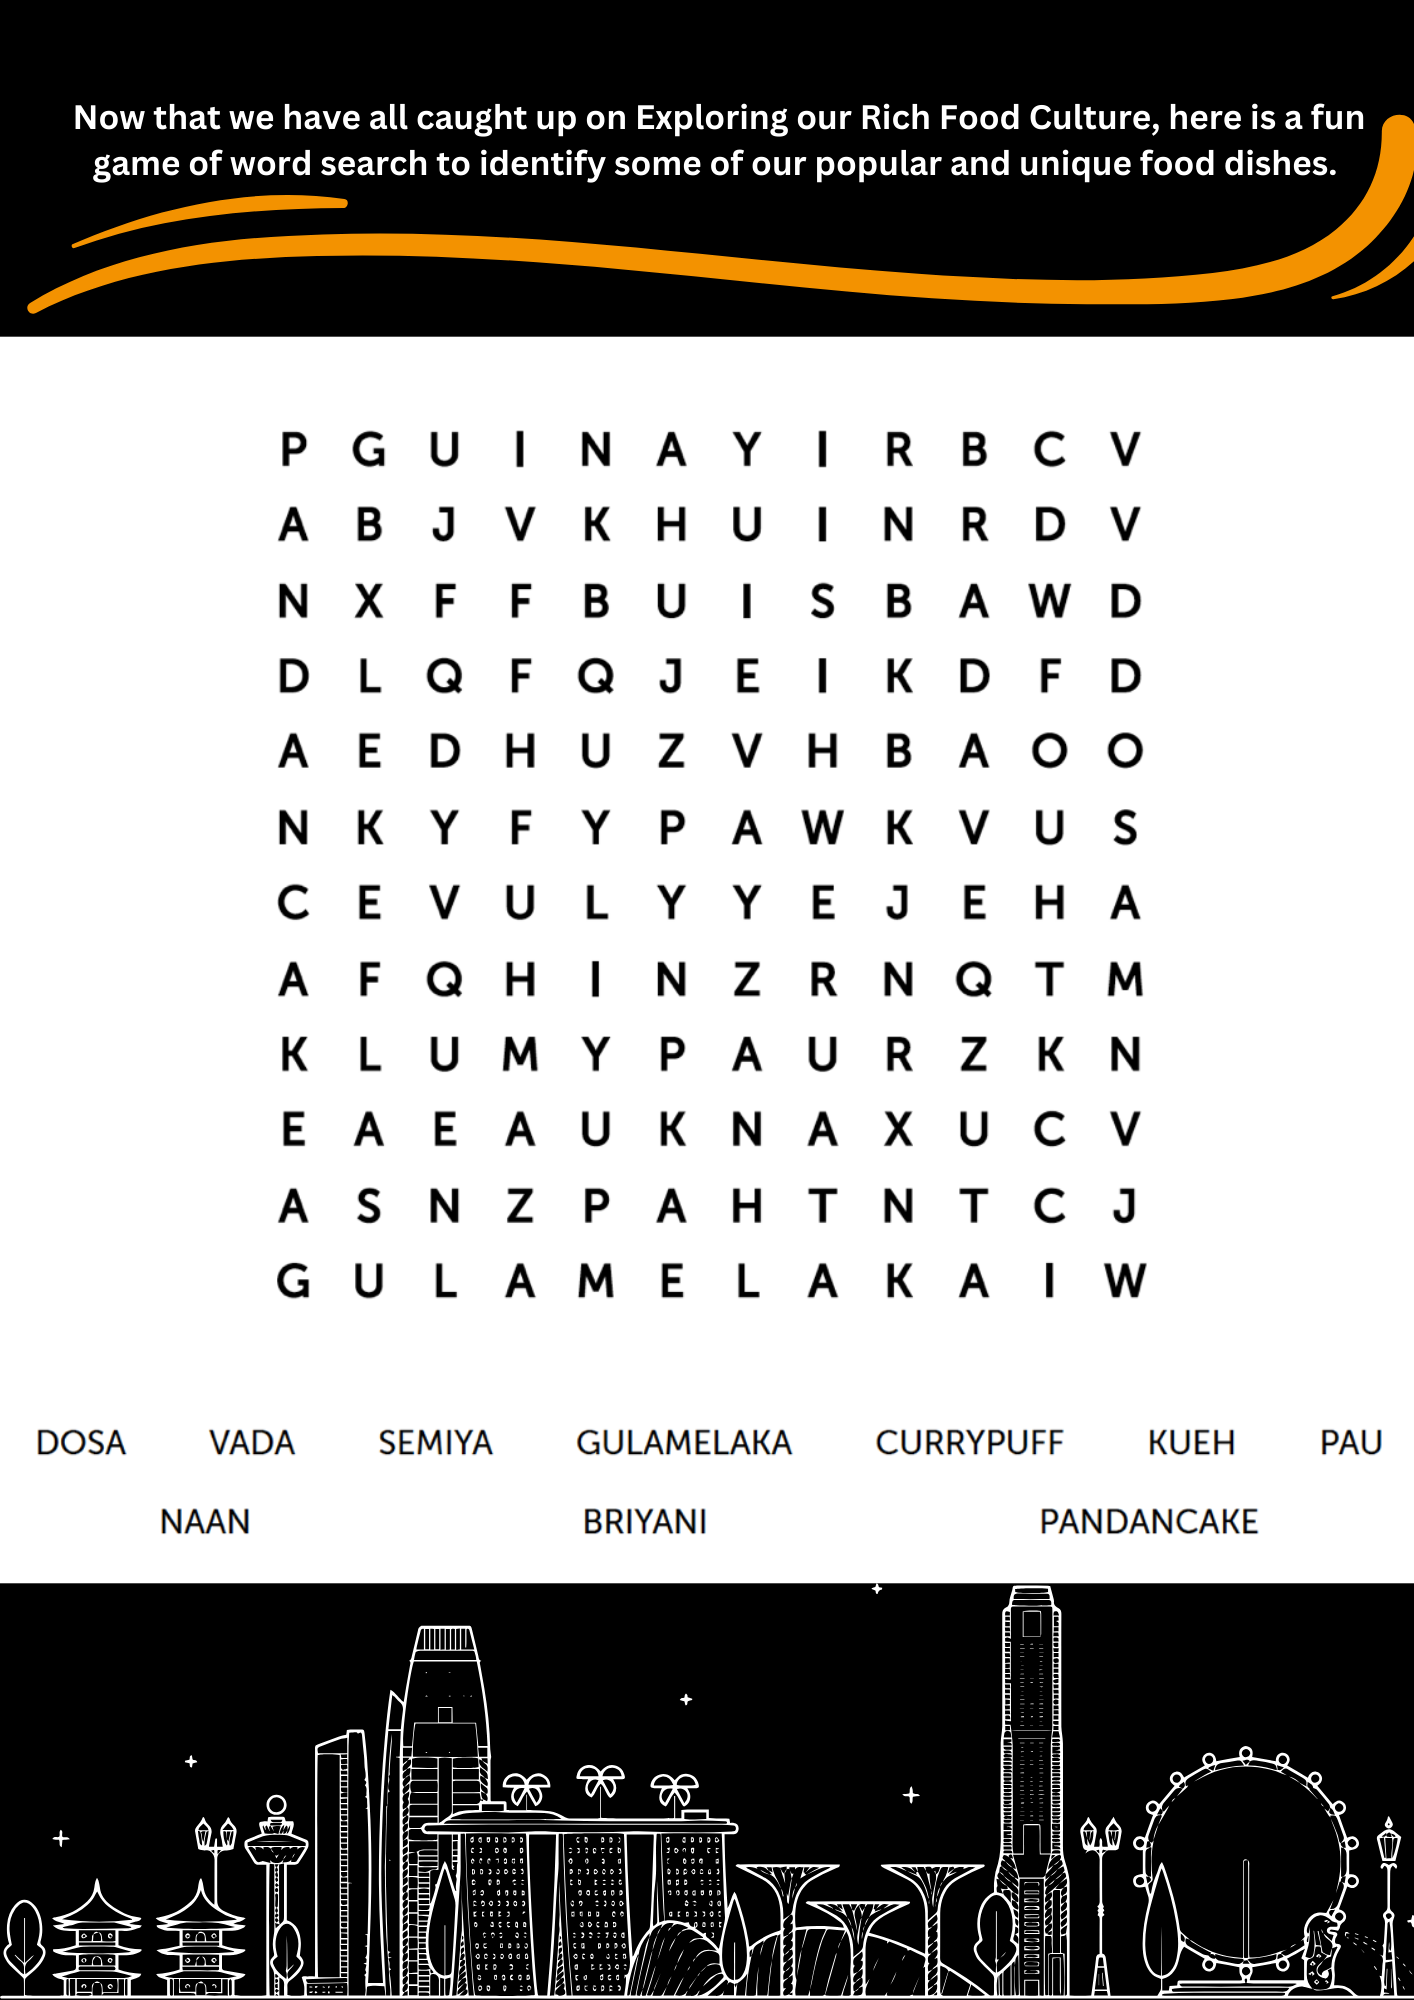 Now that we have all caught up on Exploring our Rich Food Culture, here is a fun
game of word search to identify some of our popular and unique food dishes.
P G U I N A Y I R B C V
A B J V K H U I N R D V
N X F F B U I S B A W D
D L Q F Q J E I K D F D
A E D H U Z V H B A O O
N K Y F Y P A W K V U S
C E V U L Y Y E J E H A
A F Q H I N Z R N Q T M
K L U M Y P A U R Z K N
E A E A U K N A X U C V
A S N Z P A H T N T C J
G U L A M E L A K A I W
DOSA VADA SEMIYA GULAMELAKA CURRYPUFF KUEH PAU
NAAN BRIYANI PANDANCAKE